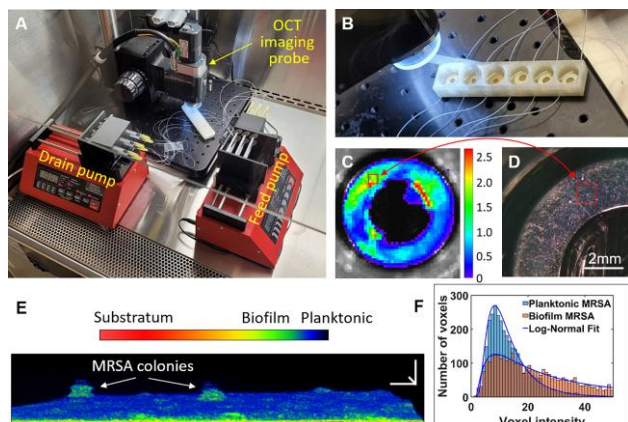 A
OCT
imaging
probe
Drain pump
Feed pump
B
C
2.5
2.0
1.5
1.0
0.5
0
D
2mm
E
Substratum
Biofilm
Planktonic
MRSA colonies
F
Number of voxels
300
200
100
0
Planktonic MRSA
Biofilm MRSA
Log-Normal Fit
0
20
40
Voxel intensity